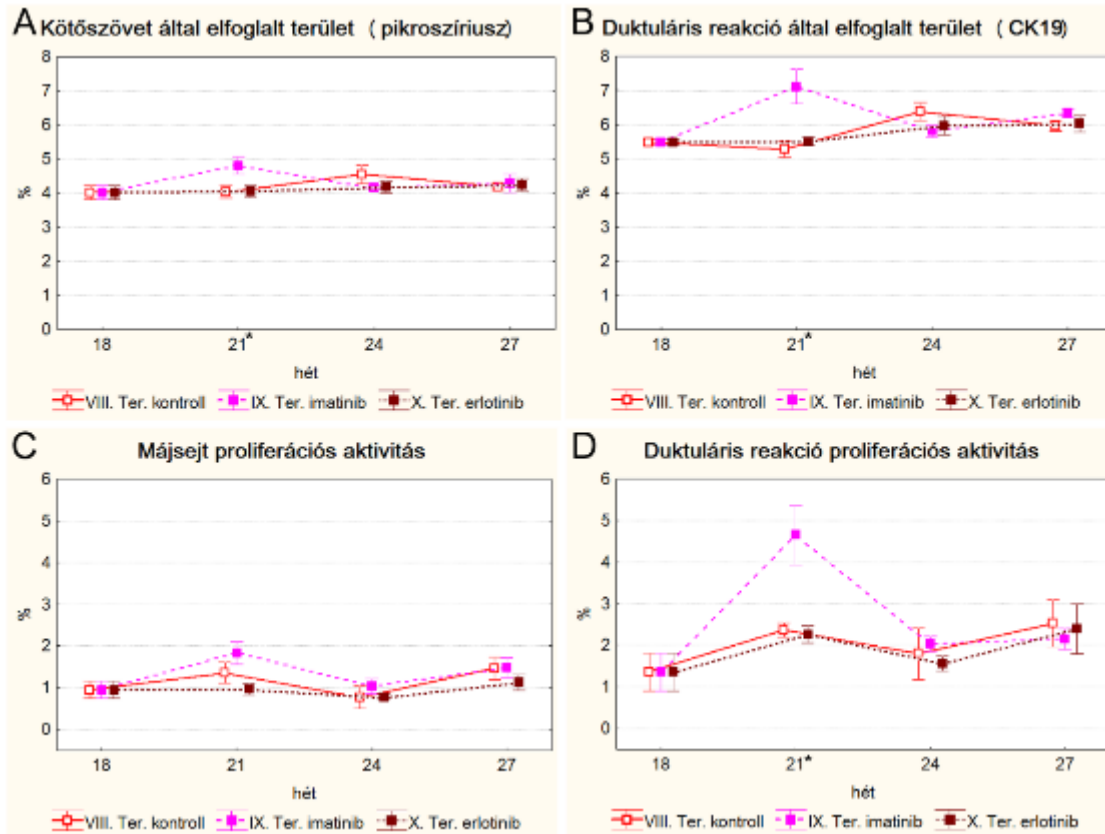 A Kötőszövet által elfoglalt terület ( pikroszíriusz)
8
7
6
5
4
3
2
1
0
%
18 21* 24 27
hét
VIII. Ter. kontroll IX. Ter. imatinib X. Ter. erlotinib
B Duktuláris reakció által elfoglalt terület ( CK19)
8
7
6
5
4
3
2
1
0
%
18 21* 24 27
hét
VIII. Ter. kontroll IX. Ter. imatinib X. Ter. erlotinib
C Májsejt proliferációs aktivitás
6
5
4
3
2
1
0
%
18 21 24 27
hét
VIII. Ter. kontroll IX. Ter. imatinib X. Ter. erlotinib
D Duktuláris reakció proliferációs aktivitás
6
5
4
3
2
1
0
%
18 21* 24 27
hét
VIII. Ter. kontroll IX. Ter. imatinib X. Ter. erlotinib